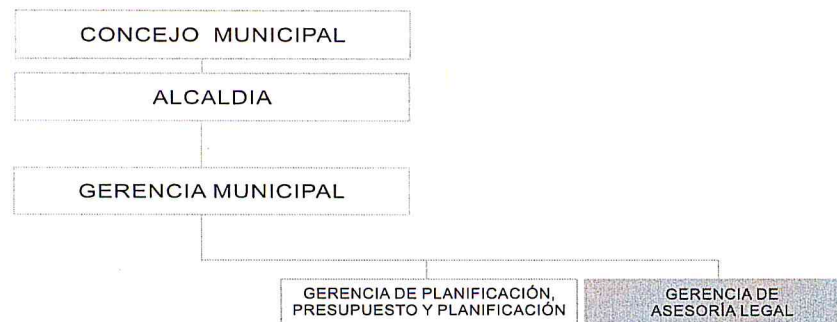 CONCEJO MUNICIPAL
ALCALDIA
GERENCIA MUNICIPAL
GERENCIA DE PLANIFICACIÓN,
PRESUPUESTO Y PLANIFICACIÓN
GERENCIA DE
ASESORÍA LEGAL